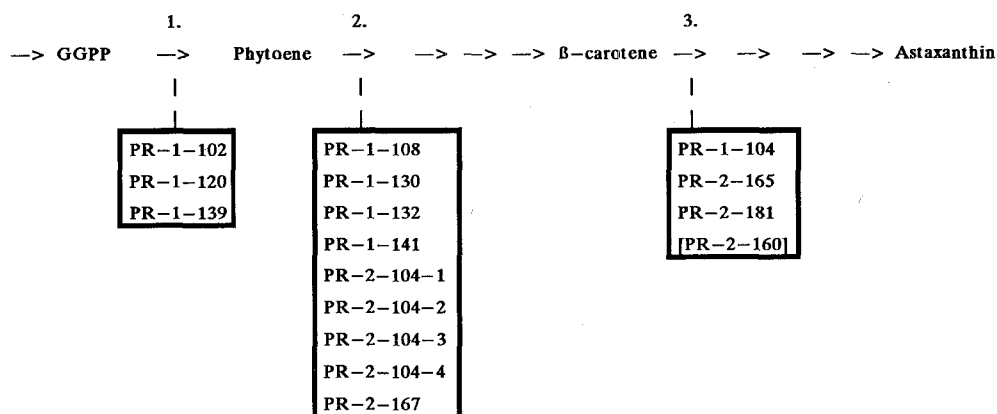 1. 2. 3.
—> GGPP —> Phytoene —> —> —> —> ß-carotene —> —> —> —> Astaxanthin
PR-1-102
PR-1-120
PR-1-139
PR-1-108
PR-1-130
PR-1-132
PR-1-141
PR-2-104-1
PR-2-104-2
PR-2-104-3
PR-2-104-4
PR-2-167
PR-1-104
PR-2-165
PR-2-181
[PR-2-160]